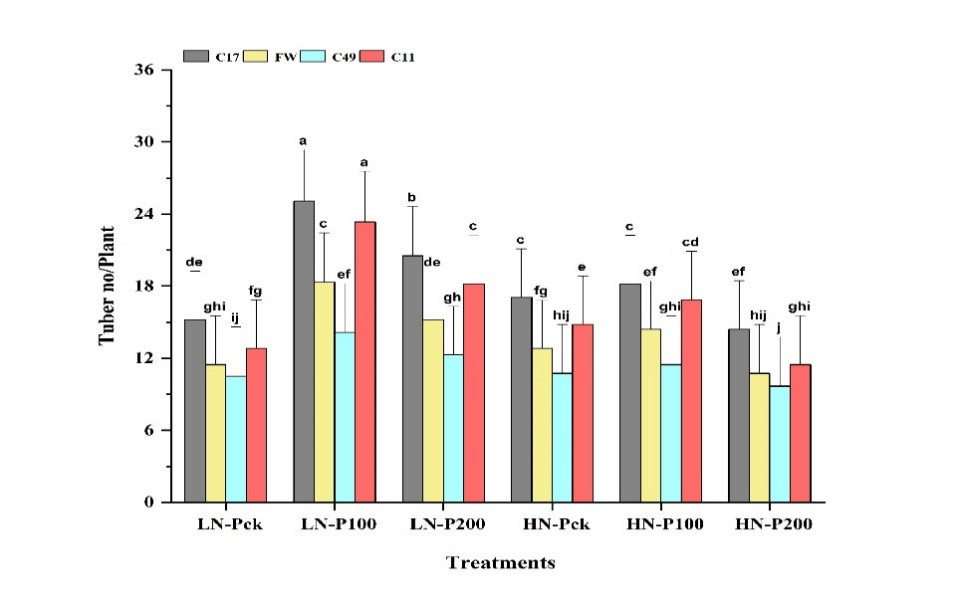 C17 FW C49 C11
36
30
24
18
12
6
0
Tuber no/Plant
de ghi ij fg
a c ef a
b de gh c
c fg hij e
c ef ghi cd
ef hij j ghi
LN-Pck LN-P100 LN-P200 HN-Pck HN-P100 HN-P200
Treatments